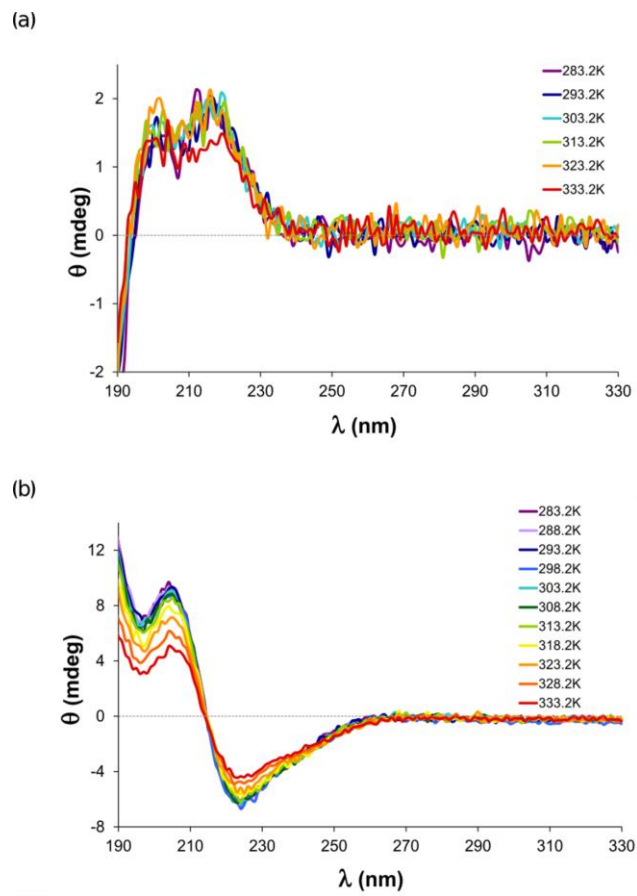 (a)
283.2K
293.2K
303.2K
313.2K
323.2K
333.2K
θ (mdeg)
2
1
0
-1
-2
190 210 230 250 270 290 310 330
λ (nm)
(b)
283.2K
288.2K
293.2K
298.2K
303.2K
308.2K
313.2K
318.2K
323.2K
328.2K
333.2K
θ (mdeg)
12
8
4
0
-4
-8
190 210 230 250 270 290 310 330
λ (nm)